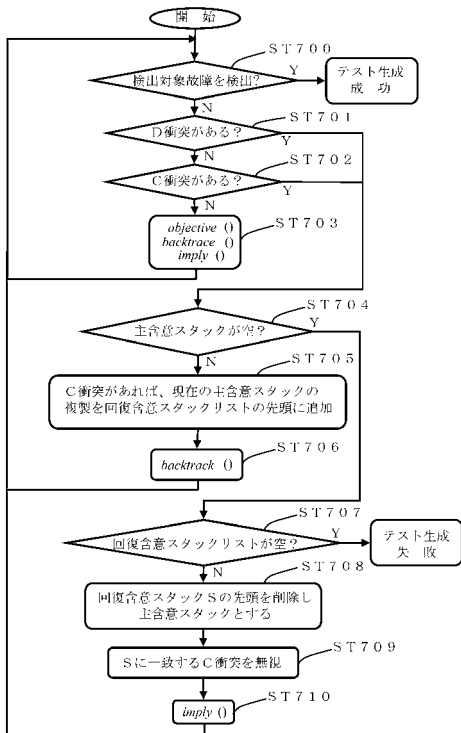 開 始
ST700
検出対象故障を検出?
Y
テスト生成
成 功
N
ST701
D衝突がある?
Y
N
ST702
C衝突がある?
Y
N
ST703
objective ()
backtrace ()
imply ()
ST704
主含意スタックが空?
Y
N
ST705
C衝突があれば、現在の主含意スタックの
複製を回復含意スタックリストの先頭に追加
ST706
backtrack ()
ST707
回復含意スタックリストが空?
Y
テスト生成
失 敗
N
ST708
回復含意スタックSの先頭を削除し
主含意スタックとする
ST709
Sに一致するC衝突を無視
ST710
imply ()